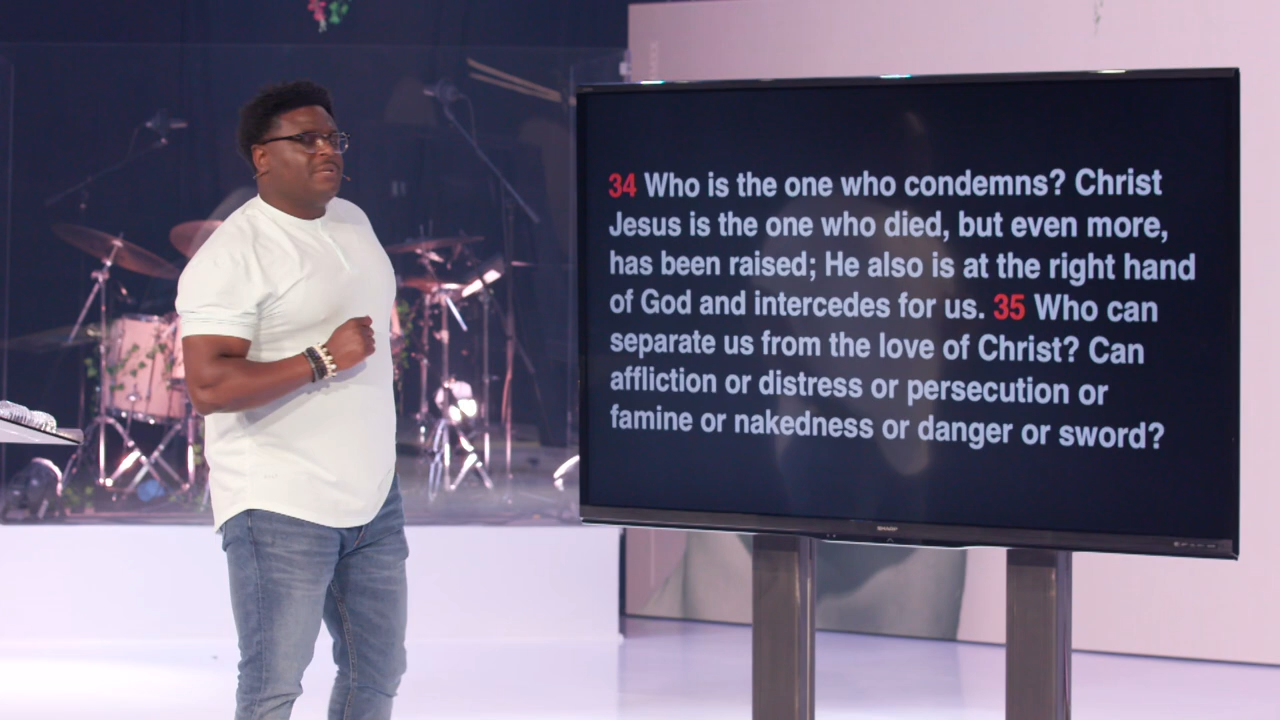 34 Who is the one who condemns? Christ
Jesus is the one who died, but even more,
has been raised; He also is at the right hand
of God and intercedes for us. 35 Who can
separate us from the love of Christ? Can
affliction or distress or persecution or
famine or nakedness or danger or sword?
SHARP